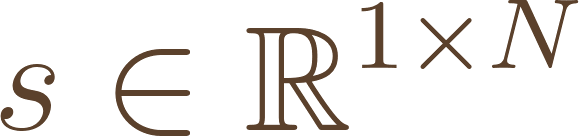 s ∈ ℝ^{1×N}